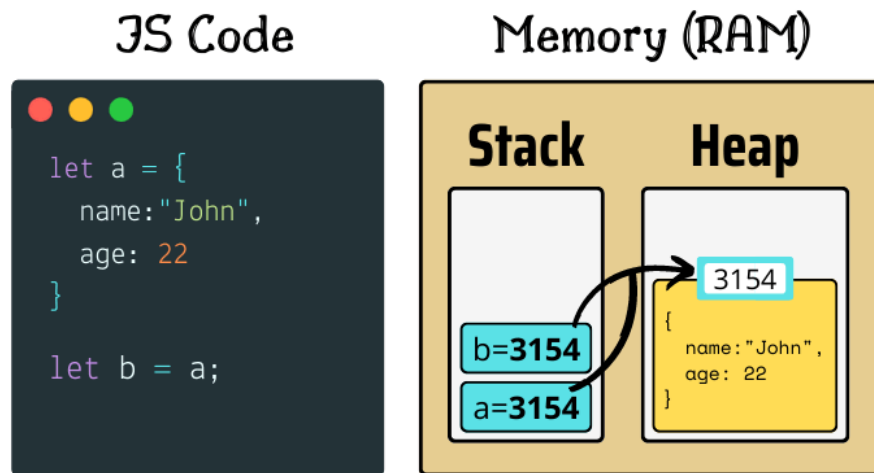 JS Code
let a = {
name:"John",
age: 22
}
let b = a;
Memory (RAM)
Stack
b=3154
a=3154
Heap
3154
{
name:"John",
age: 22
}